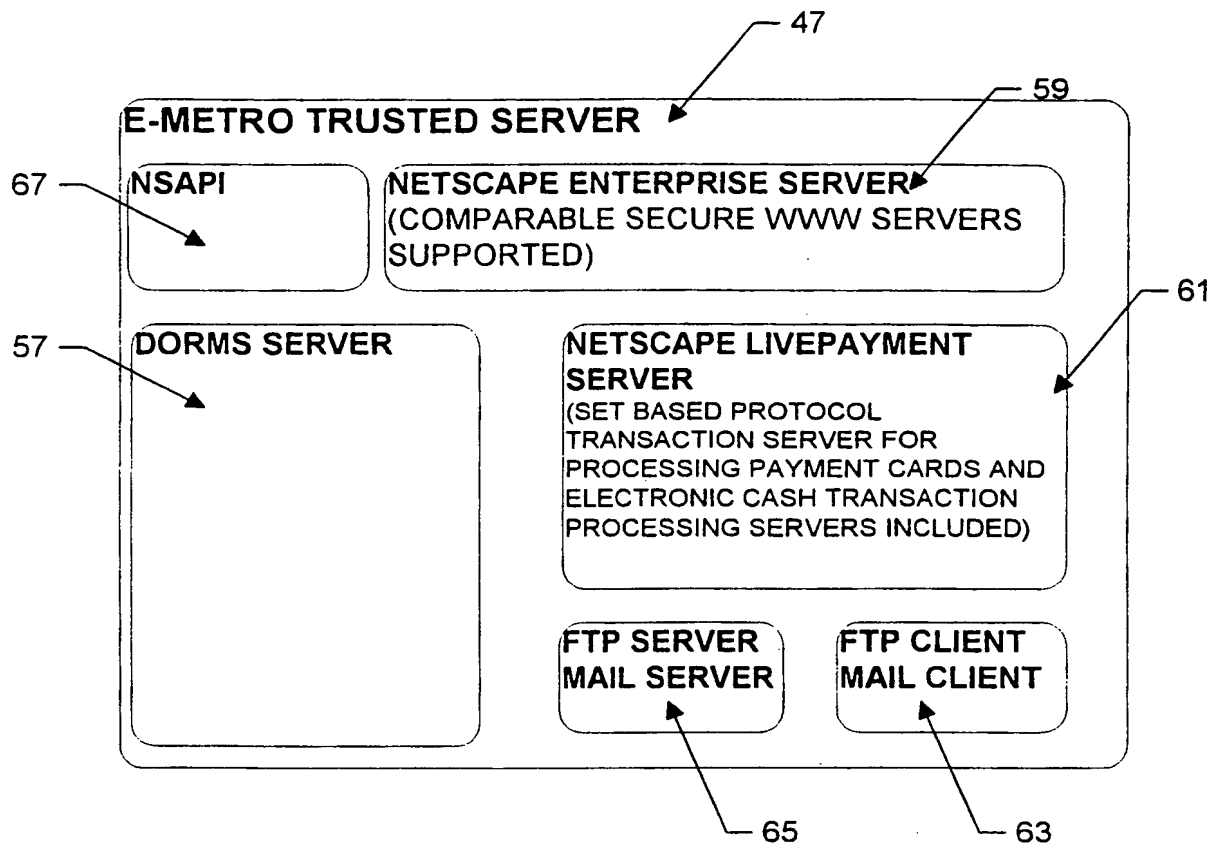 47
59
E-METRO TRUSTED SERVER
67
NSAPI
NETSCAPE ENTERPRISE SERVER
(COMPARABLE SECURE WWW SERVERS
SUPPORTED)
61
57
DORMS SERVER
NETSCAPE LIVEPAYMENT
SERVER
(SET BASED PROTOCOL
TRANSACTION SERVER FOR
PROCESSING PAYMENT CARDS AND
ELECTRONIC CASH TRANSACTION
PROCESSING SERVERS INCLUDED)
FTP SERVER
MAIL SERVER
FTP CLIENT
MAIL CLIENT
65
63